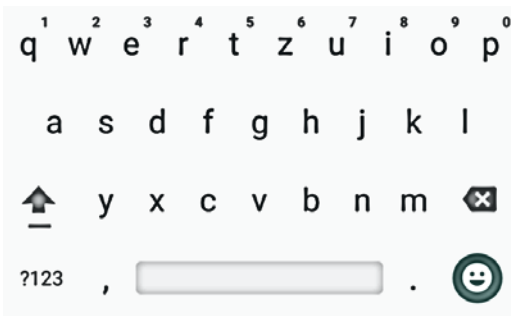 1 2 3 4 5 6 7 8 9 0
q w e r t z u i o p
a s d f g h j k l
y x c v b n m
?123 , .